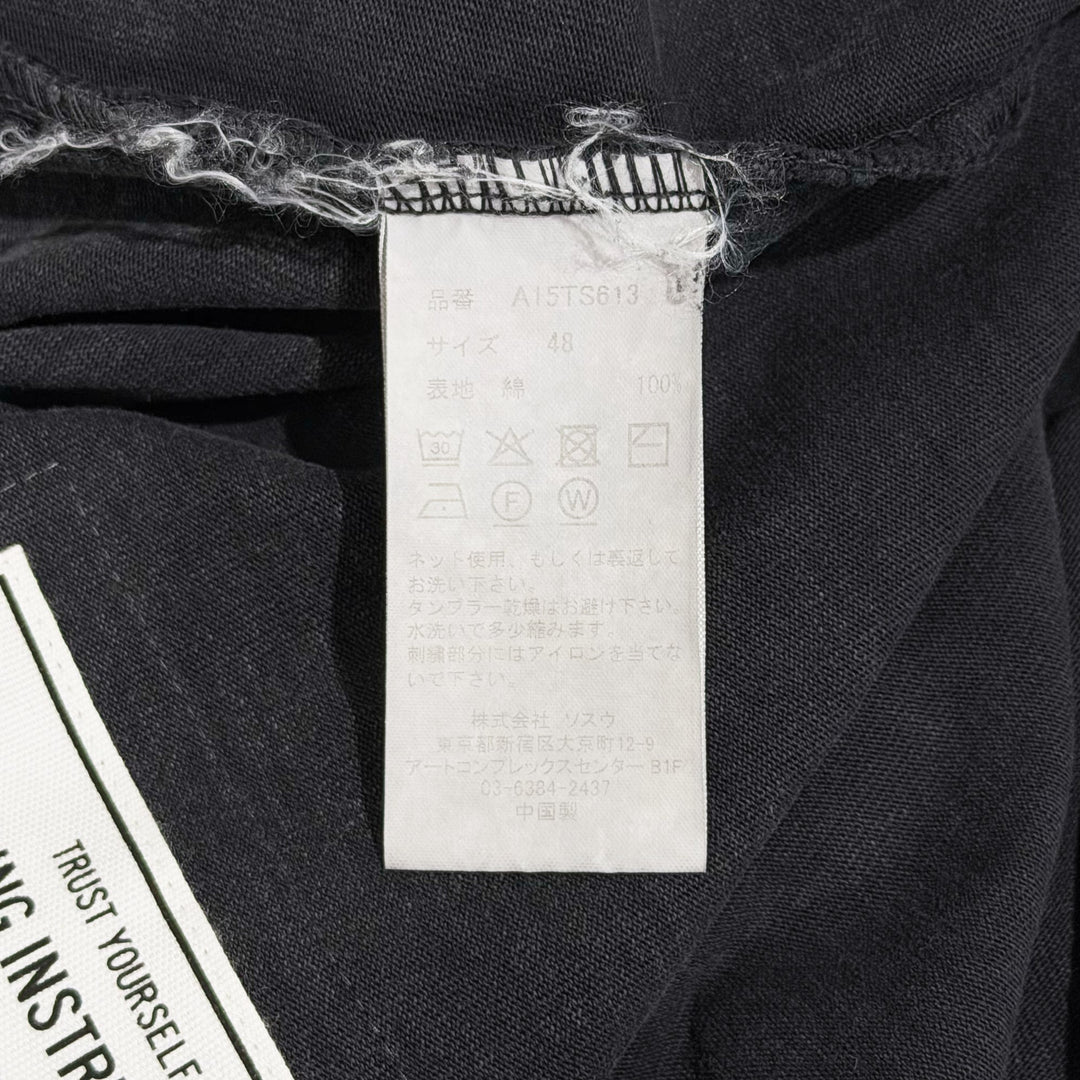 品番 A15TS613
サイズ 48
表地 綿 100%
30
F W
ネット使用、もしくは裏返して
お洗い下さい。
タンブラー乾燥はお避け下さい。
水洗いで多少縮みます。
刺繍部分にはアイロンを当てな
いで下さい。
株式会社 ソスウ
東京都新宿区大京町12-9
アートコンプレックスセンター B1F
03-6384-2437
中国製
TRUST YOURSELF